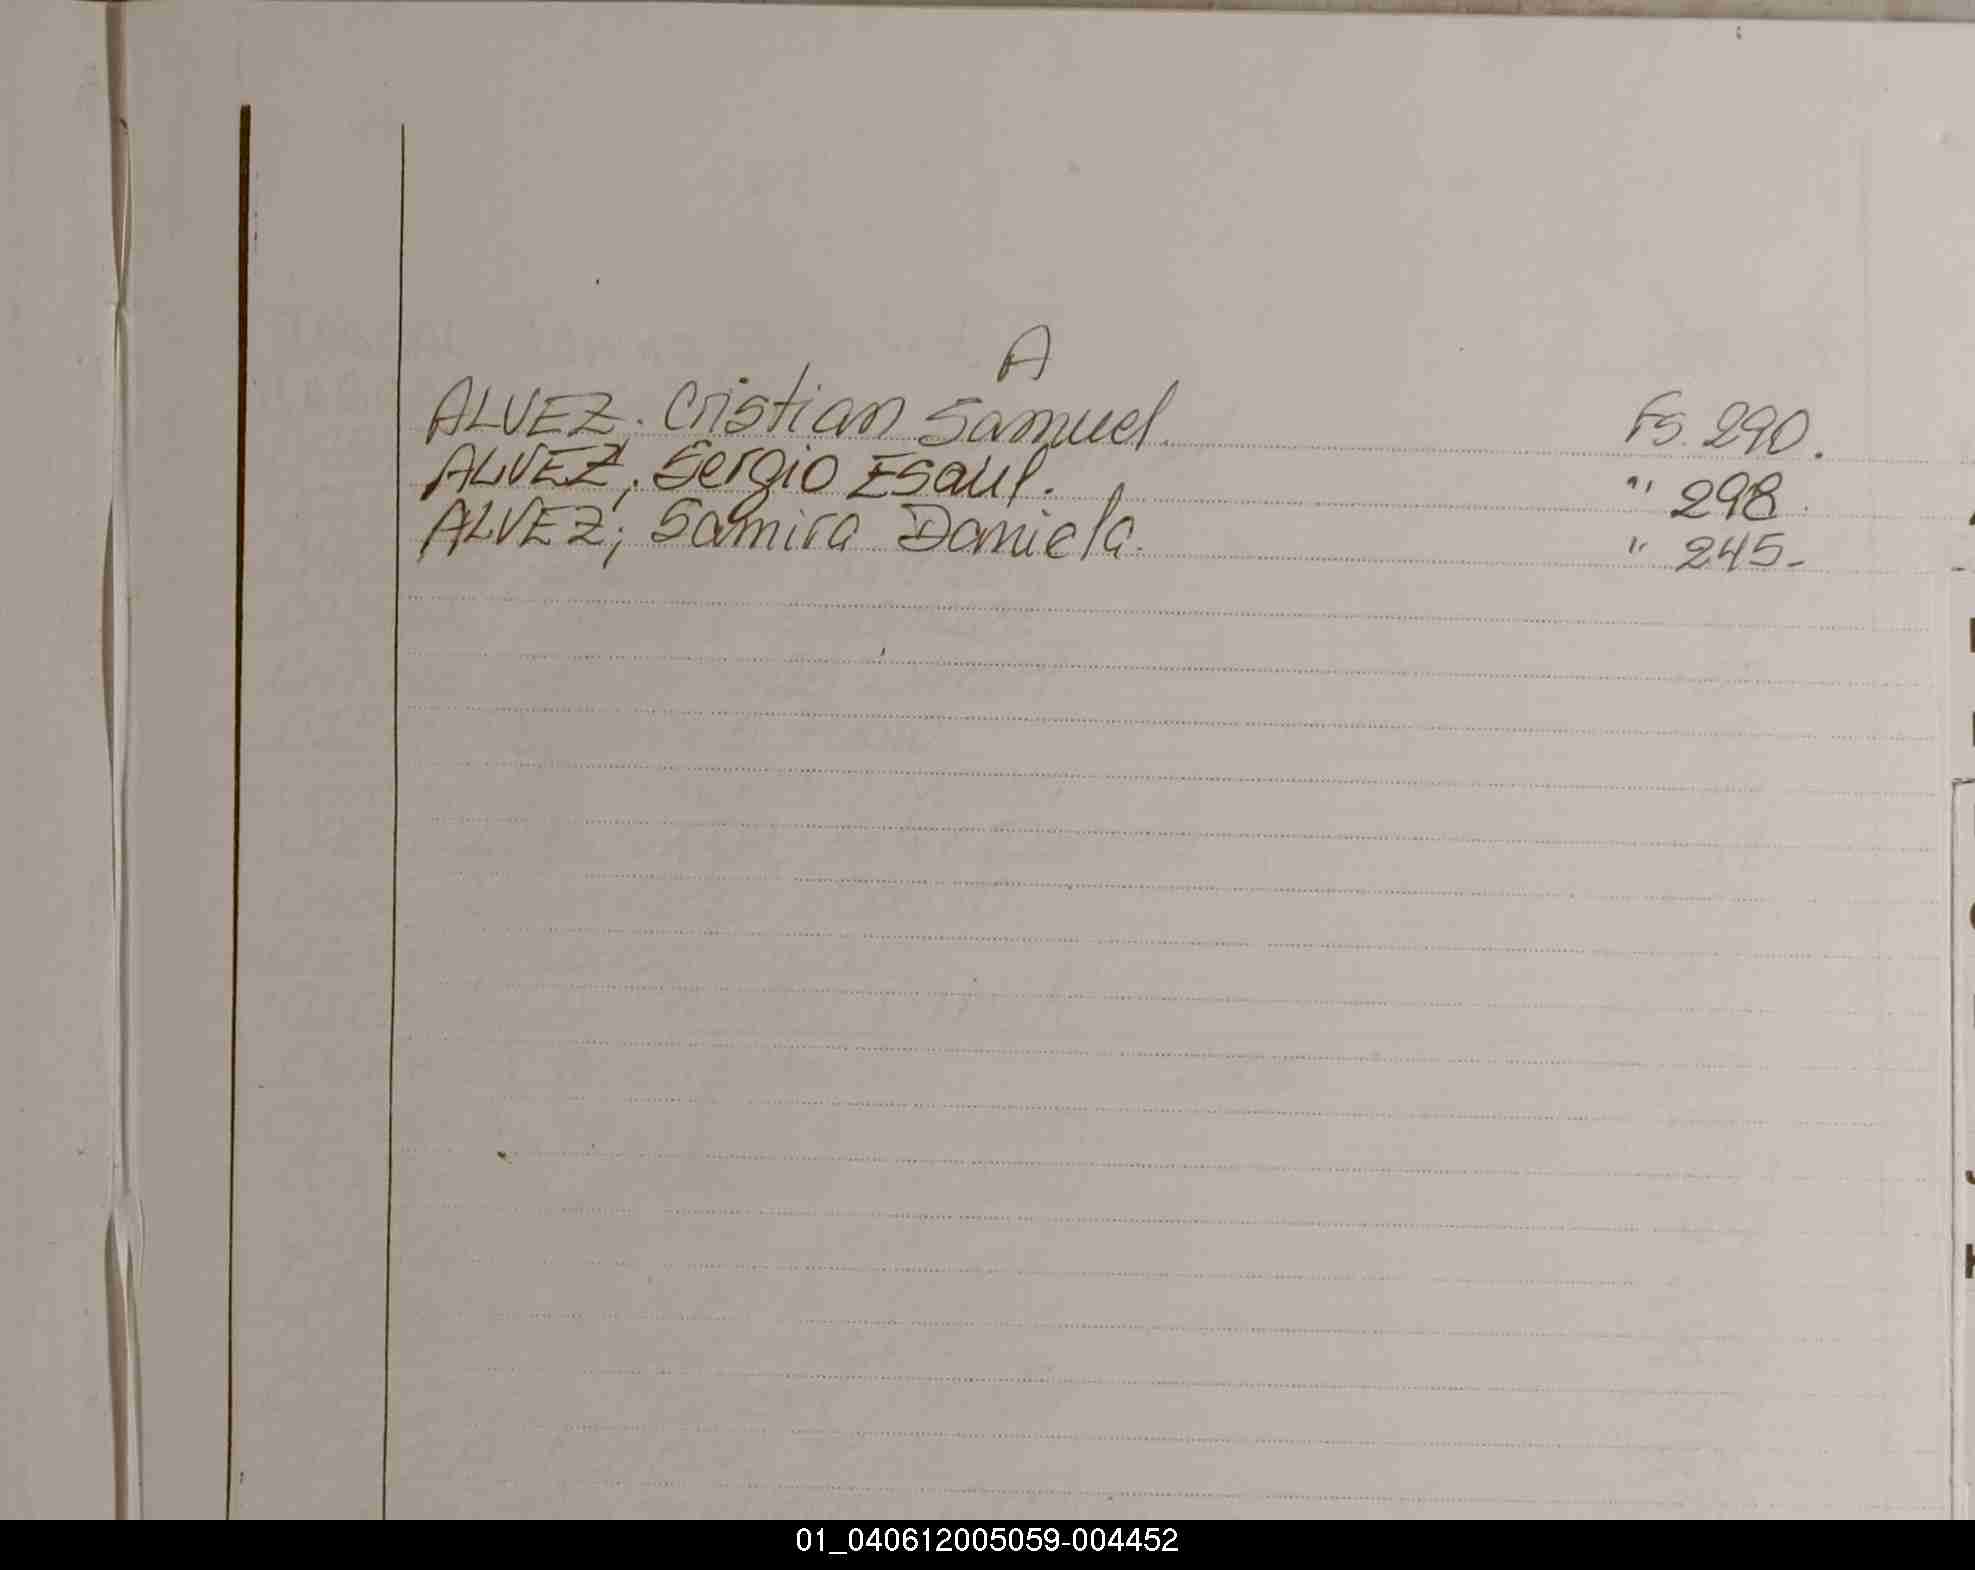 A
ALVEZ. Cristian Samuel. Fs. 290.
ALVEZ; Sergio Esaul. " 298.
ALVEZ; Samira Daniela. " 245-
01_040612005059-004452